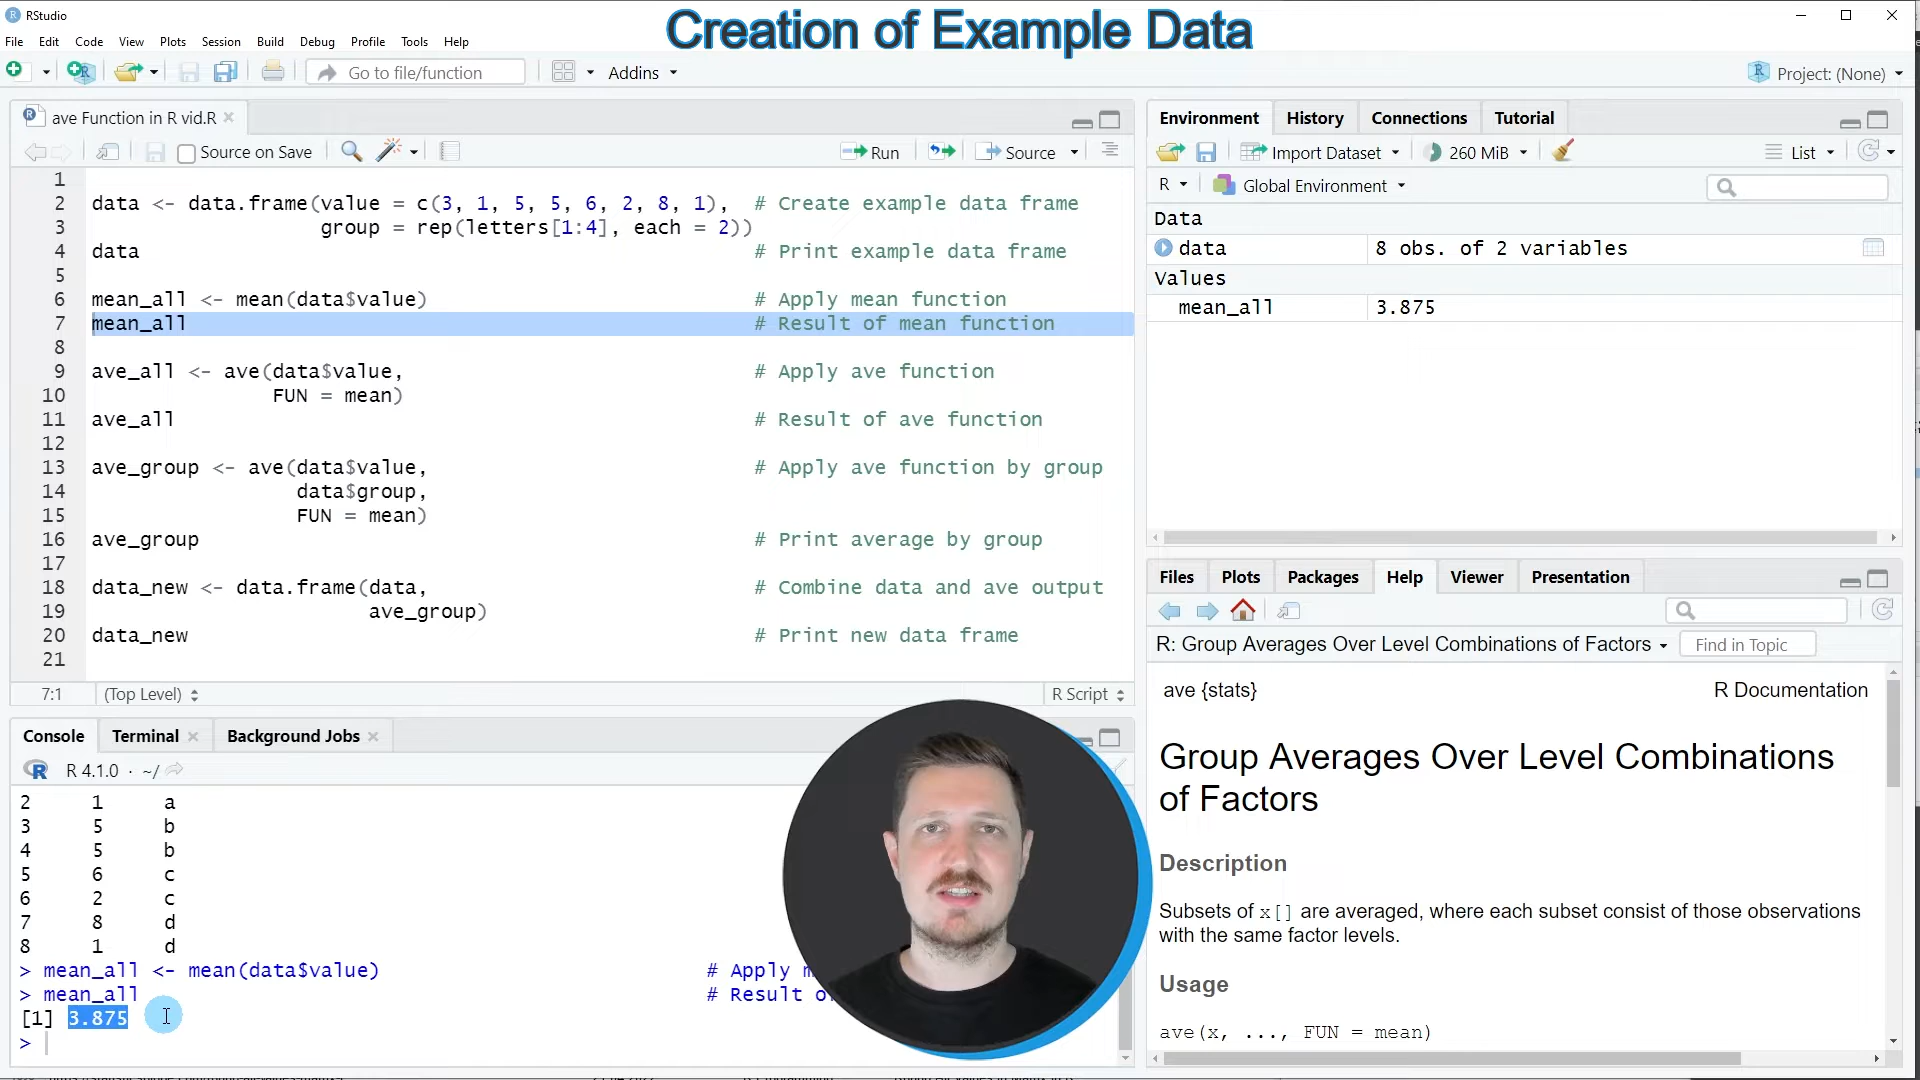 RStudio
Creation of Example Data
File Edit Code View Plots Session Build Debug Profile Tools Help
Go to file/function
Addins
Project: (None)
ave Function in R vid.R
Source on Save
Run
Source
1
2 data <- data.frame(value = c(3, 1, 5, 5, 6, 2, 8, 1), # Create example data frame
3 group = rep(letters[1:4], each = 2))
4 data # Print example data frame
5
6 mean_all <- mean(data$value) # Apply mean function
7 mean_all # Result of mean function
8
9 ave_all <- ave(data$value, # Apply ave function
10 FUN = mean)
11 ave_all # Result of ave function
12
13 ave_group <- ave(data$value, # Apply ave function by group
14 data$group,
15 FUN = mean)
16 ave_group # Print average by group
17
18 data_new <- data.frame(data, # Combine data and ave output
19 ave_group)
20 data_new # Print new data frame
21
7:1 (Top Level) R Script
Console Terminal Background Jobs
R 4.1.0 · ~/
2 1 a
3 5 b
4 5 b
5 6 c
6 2 c
7 8 d
8 1 d
> mean_all <- mean(data$value) # Apply
> mean_all # Result
[1] 3.875
>
Environment History Connections Tutorial
Import Dataset 260 MiB List
R Global Environment
Data
data 8 obs. of 2 variables
Values
mean_all 3.875
Files Plots Packages Help Viewer Presentation
R: Group Averages Over Level Combinations of Factors Find in Topic
ave {stats} R Documentation
Group Averages Over Level Combinations
of Factors
Description
Subsets of x[] are averaged, where each subset consist of those observations
with the same factor levels.
Usage
ave(x, ..., FUN = mean)